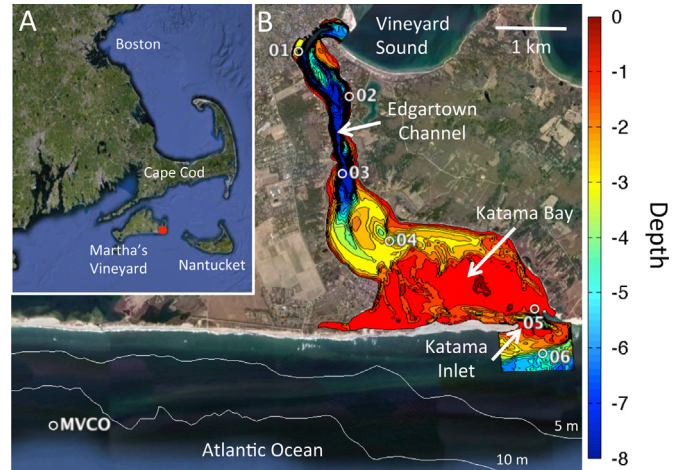 A
Boston
Cape Cod
Martha's
Vineyard
Nantucket
B
Vineyard
Sound
1 km
01
02
Edgartown
Channel
03
04
Katama Bay
05
Katama
Inlet
06
MVCO
5 m
10 m
Atlantic Ocean
0
-1
-2
-3
-4
-5
-6
-7
-8
Depth